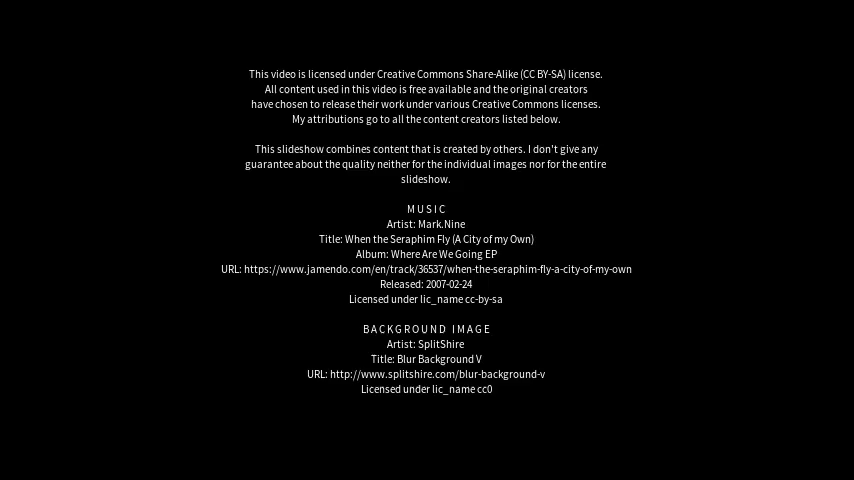 This video is licensed under Creative Commons Share-Alike (CC BY-SA) license.
All content used in this video is free available and the original creators
have chosen to release their work under various Creative Commons licenses.
My attributions go to all the content creators listed below.
This slideshow combines content that is created by others. I don't give any
guarantee about the quality neither for the individual images nor for the entire
slideshow.
MUSIC
Artist: Mark.Nine
Title: When the Seraphim Fly (A City of my Own)
Album: Where Are We Going EP
URL: https://www.jamendo.com/en/track/36537/when-the-seraphim-fly-a-city-of-my-own
Released: 2007-02-24
Licensed under lic_name cc-by-sa
BACKGROUND IMAGE
Artist: SplitShire
Title: Blur Background V
URL: http://www.splitshire.com/blur-background-v
Licensed under lic_name cc0